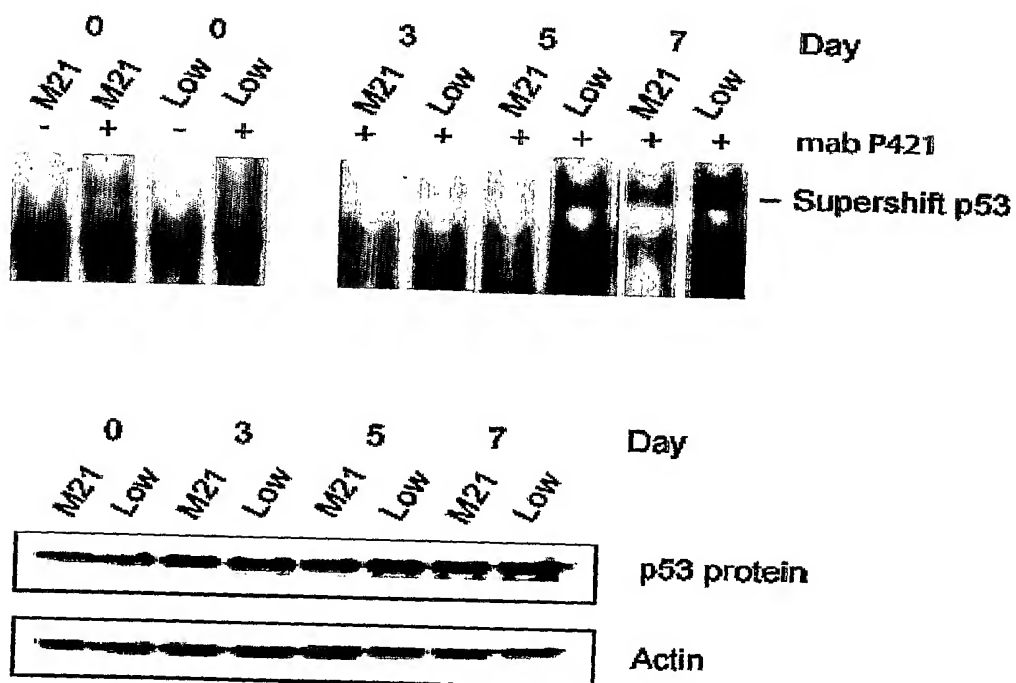 0 0 3 5 7 Day
M21 M21 Low Low M21 Low M21 Low M21 Low
- + - + + + + + + + mab P421
– Supershift p53
0 3 5 7 Day
M21 Low M21 Low M21 Low M21 Low
p53 protein
Actin